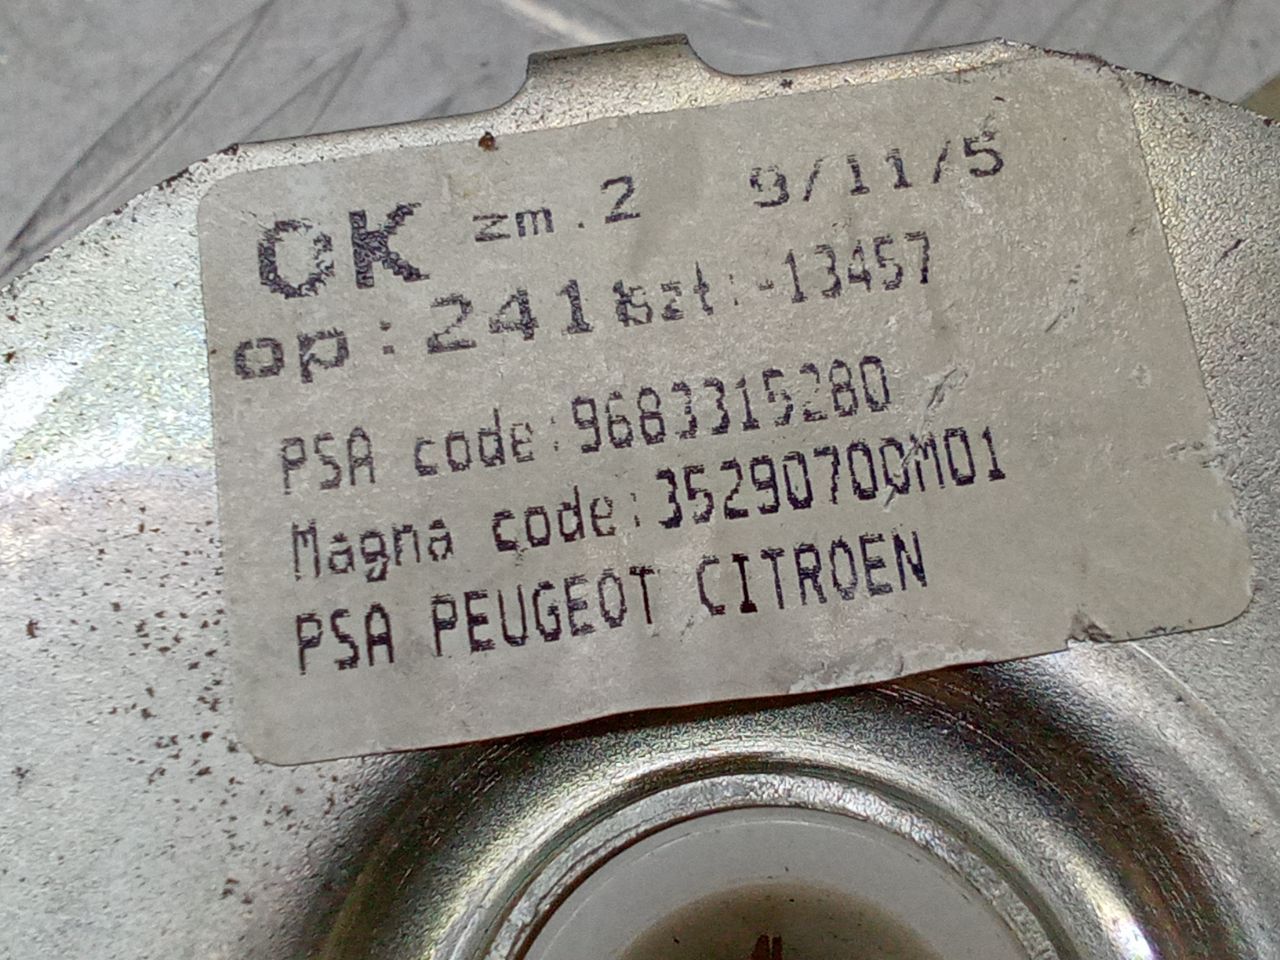 OK zm.2 9/11/5
op:241 szt:-13457
PSA code:9683315280
Magna code:35290700M01
PSA PEUGEOT CITROEN